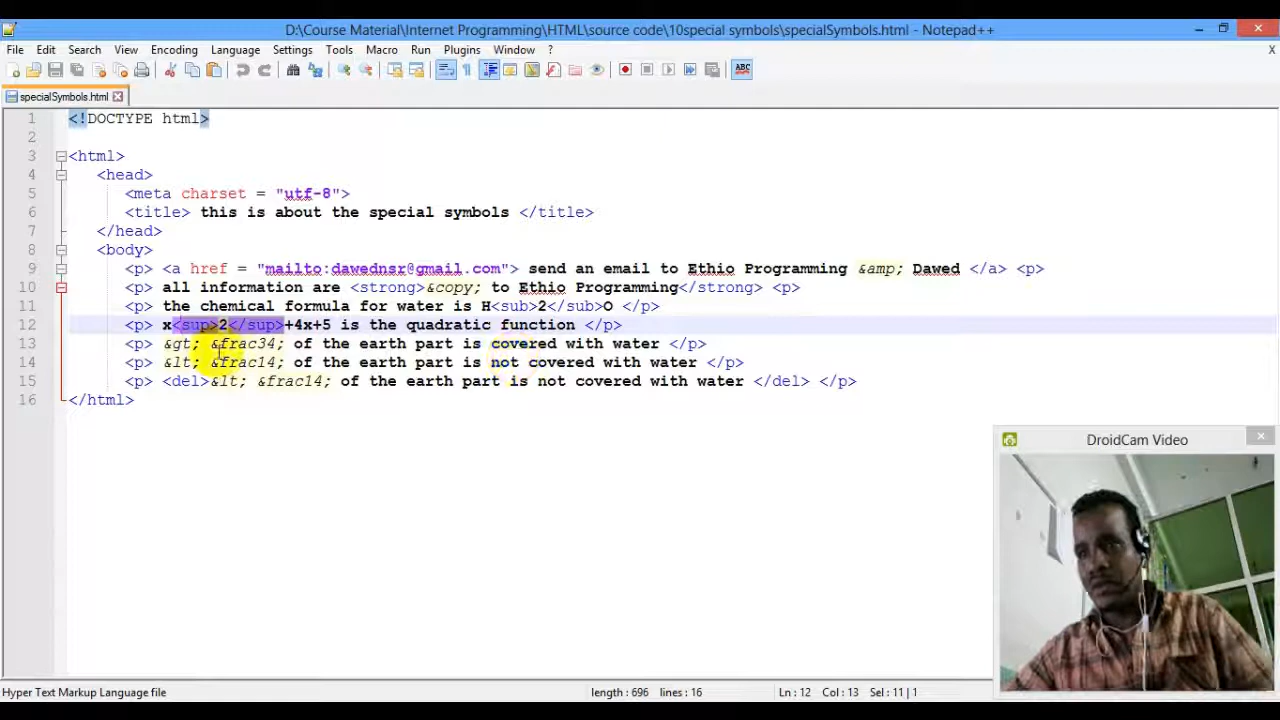 D:\Course Material\Internet Programming\HTML\source code\10special symbols\specialSymbols.html - Notepad++
File Edit Search View Encoding Language Settings Tools Macro Run Plugins Window ? X
ABC
specialSymbols.html
1 <!DOCTYPE html>
2
3 <html>
4 <head>
5 <meta charset = "utf-8">
6 <title> this is about the special symbols </title>
7 </head>
8 <body>
9 <p> <a href = "mailto:dawednsr@gmail.com"> send an email to Ethio Programming &amp; Dawed </a> <p>
10 <p> all information are <strong>&copy; to Ethio Programming</strong> <p>
11 <p> the chemical formula for water is H<sub>2</sub>O </p>
12 <p> x<sup>2</sup>+4x+5 is the quadratic function </p>
13 <p> &gt; &frac34; of the earth part is covered with water </p>
14 <p> &lt; &frac14; of the earth part is not covered with water </p>
15 <p> <del>&lt; &frac14; of the earth part is not covered with water </del> </p>
16 </html>
DroidCam Video
Hyper Text Markup Language file length : 696 lines : 16 Ln : 12 Col : 13 Sel : 11 | 1